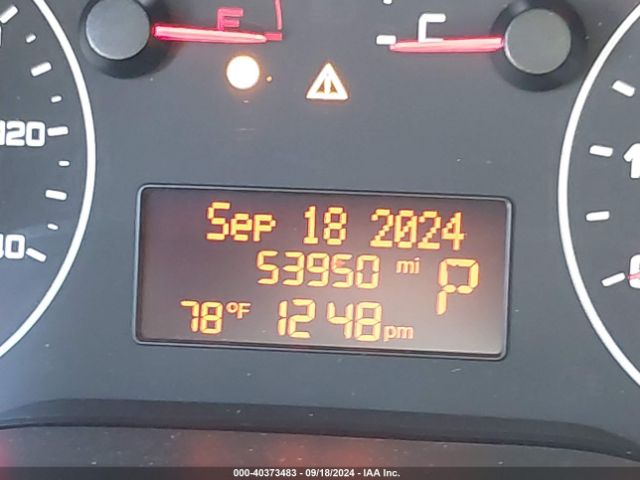 E C
120
Sep 18 2024
53950 mi P
78°F 12:48 pm
000-40373483 - 09/18/2024 - IAA Inc.